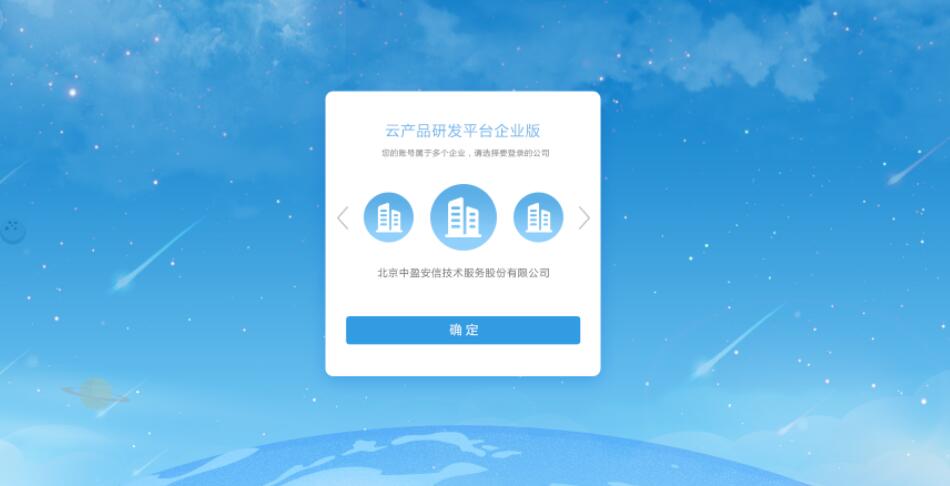 云产品研发平台企业版
您的账号属于多个企业，请选择要登录的公司
北京中盈安信技术服务股份有限公司
确定